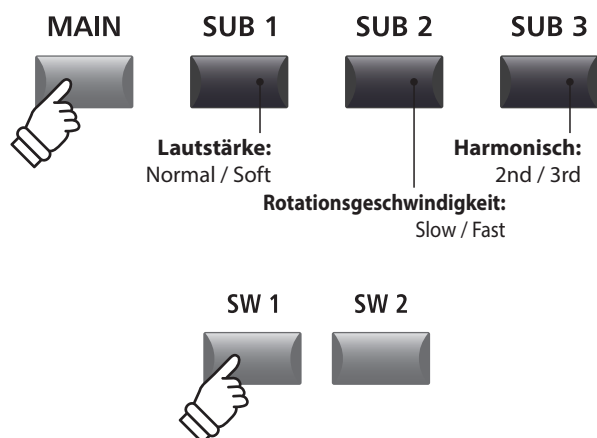 MAIN SUB 1 SUB 2 SUB 3
Lautstärke:
Normal / Soft
Harmonisch:
2nd / 3rd
Rotationsgeschwindigkeit:
Slow / Fast
SW 1 SW 2